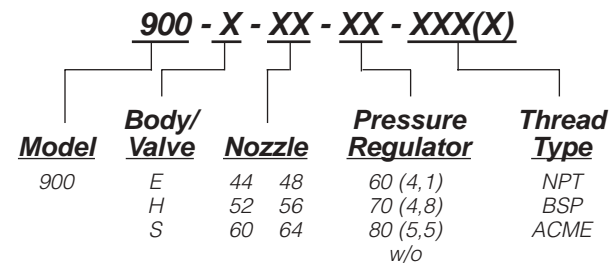 900 - X - XX - XX - XXX(X)
Body/ Pressure Thread
Model Valve Nozzle Regulator Type
900 E 44 48 60 (4,1) NPT
H 52 56 70 (4,8) BSP
S 60 64 80 (5,5) ACME
w/o